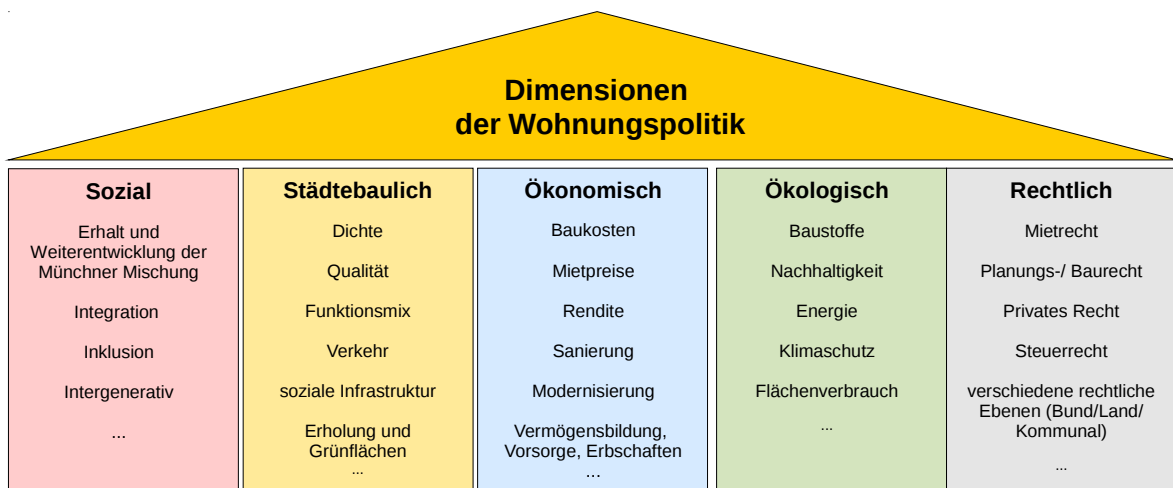 Dimensionen
der Wohnungspolitik
Sozial
Erhalt und
Weiterentwicklung der
Münchner Mischung
Integration
Inklusion
Intergenerativ
...
Städtebaulich
Dichte
Qualität
Funktionsmix
Verkehr
soziale Infrastruktur
Erholung und
Grünflächen
...
Ökonomisch
Baukosten
Mietpreise
Rendite
Sanierung
Modernisierung
Vermögensbildung,
Vorsorge, Erbschaften
...
Ökologisch
Baustoffe
Nachhaltigkeit
Energie
Klimaschutz
Flächenverbrauch
...
Rechtlich
Mietrecht
Planungs-/ Baurecht
Privates Recht
Steuerrecht
verschiedene rechtliche
Ebenen (Bund/Land/
Kommunal)
...